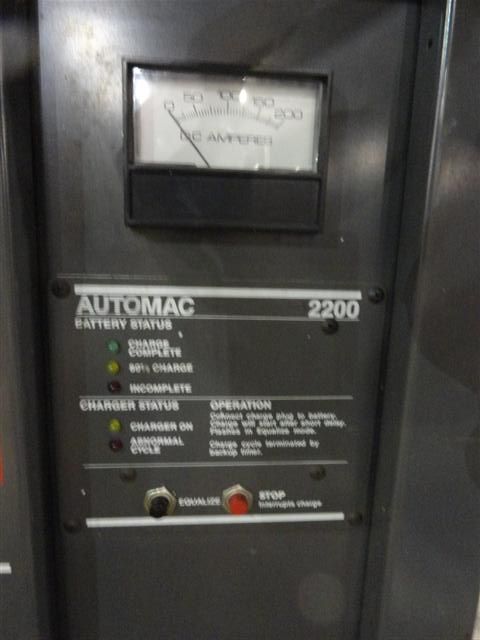 0 50 100 150 200
DC AMPERES
AUTOMAC 2200
BATTERY STATUS
CHARGE
COMPLETE
80% CHARGE
INCOMPLETE
CHARGER STATUS
CHARGER ON
ABNORMAL
CYCLE
OPERATION
Connect charge plug to battery.
Charge will start after short delay.
Flashes in Equalize mode.
Charge cycle terminated by
backup timer.
EQUALIZE
STOP
Interrupts charge